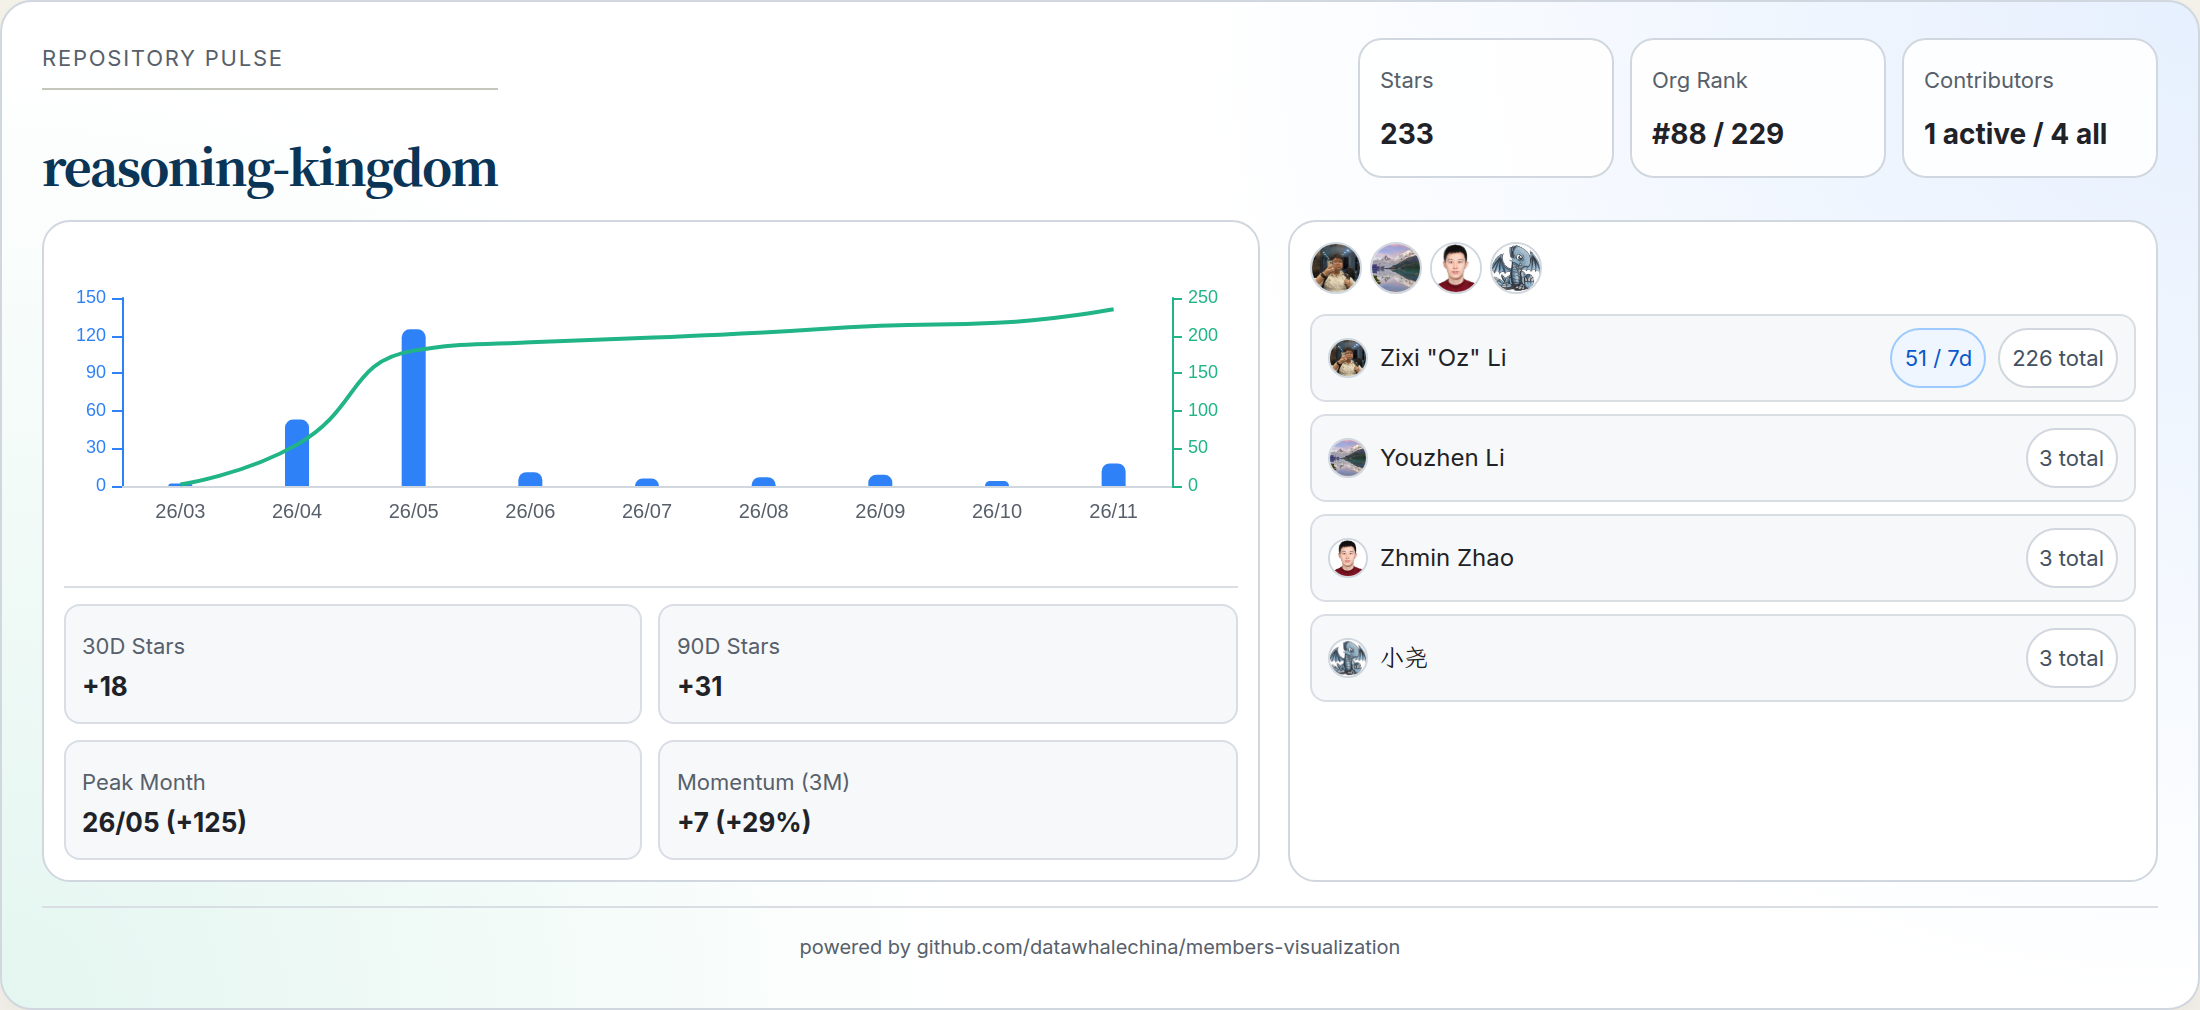 REPOSITORY PULSE
reasoning-kingdom
Stars
233
Org Rank
#88 / 229
Contributors
1 active / 4 all
150
120
90
60
30
0
250
200
150
100
50
0
26/03 26/04 26/05 26/06 26/07 26/08 26/09 26/10 26/11
30D Stars
+18
90D Stars
+31
Peak Month
26/05 (+125)
Momentum (3M)
+7 (+29%)
Zixi "Oz" Li 51 / 7d 226 total
Youzhen Li 3 total
Zhmin Zhao 3 total
小尧 3 total
powered by github.com/datawhalechina/members-visualization